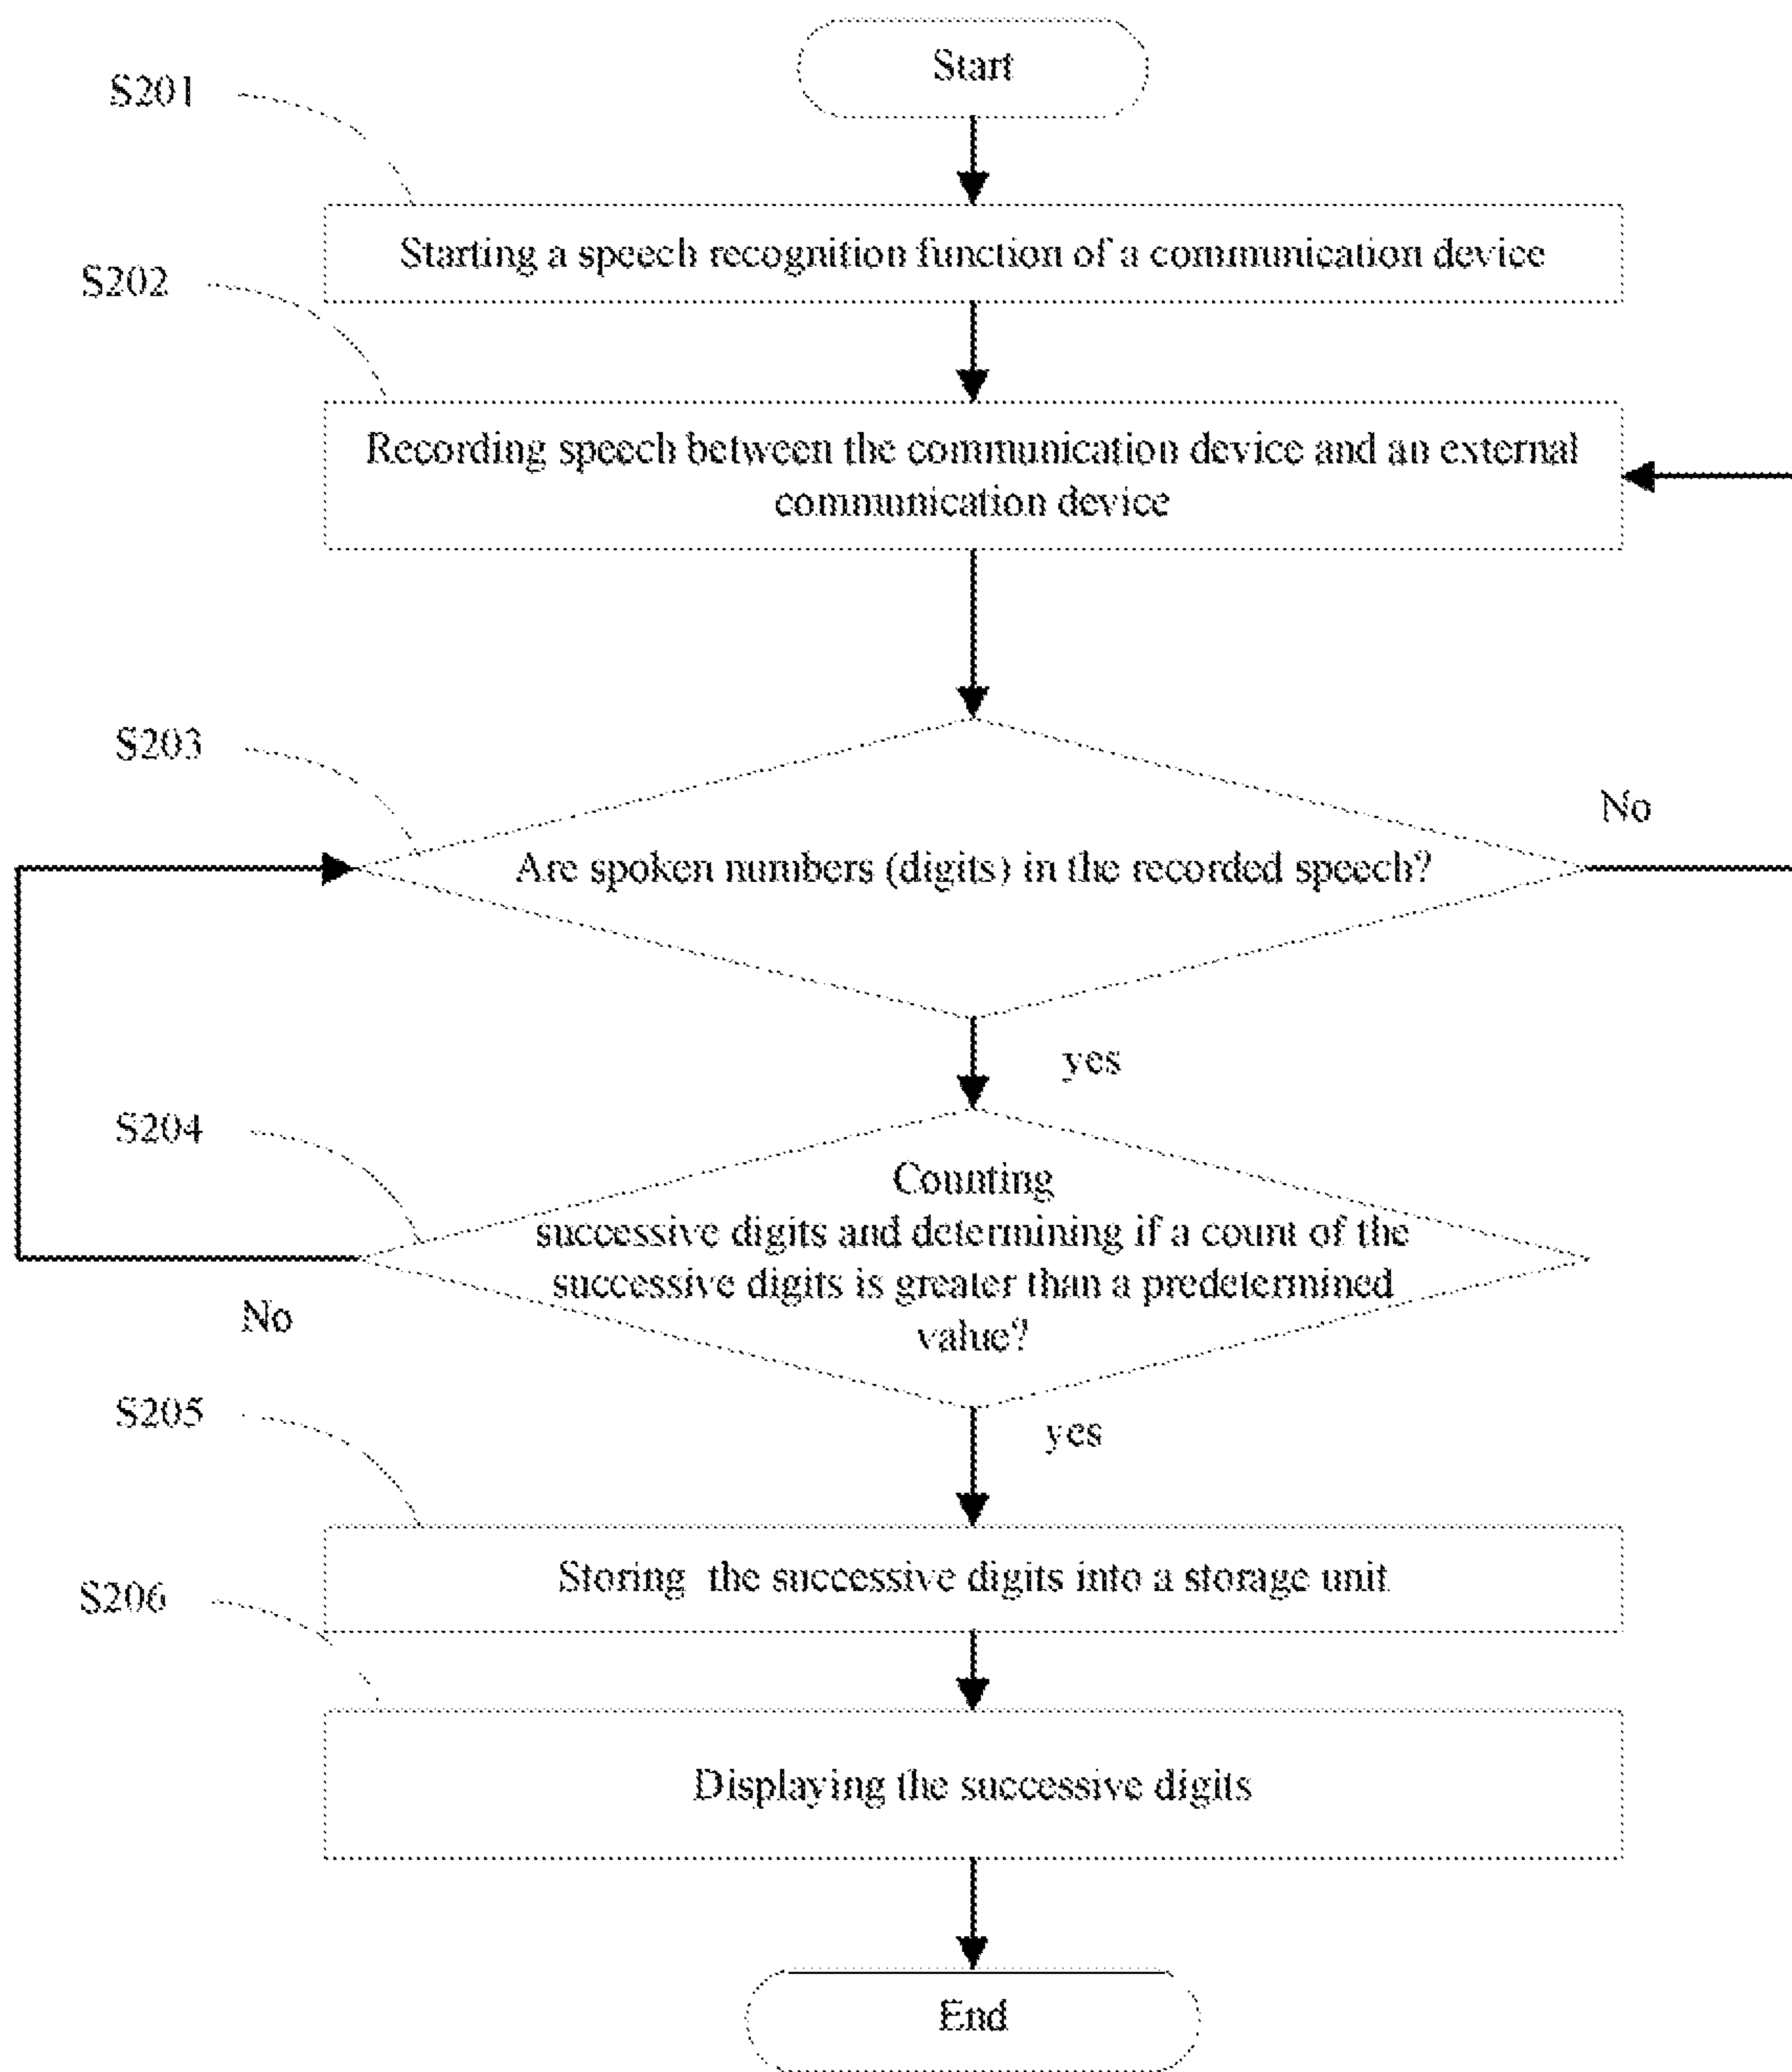 Start
S201
Starting a speech recognition function of a communication device
S202
Recording speech between the communication device and an external
communication device
S203
Are spoken numbers (digits) in the recorded speech?
No
yes
S204
Counting
successive digits and determining if a count of the
successive digits is greater than a predetermined
value?
No
yes
S205
Storing the successive digits into a storage unit
S206
Displaying the successive digits
End